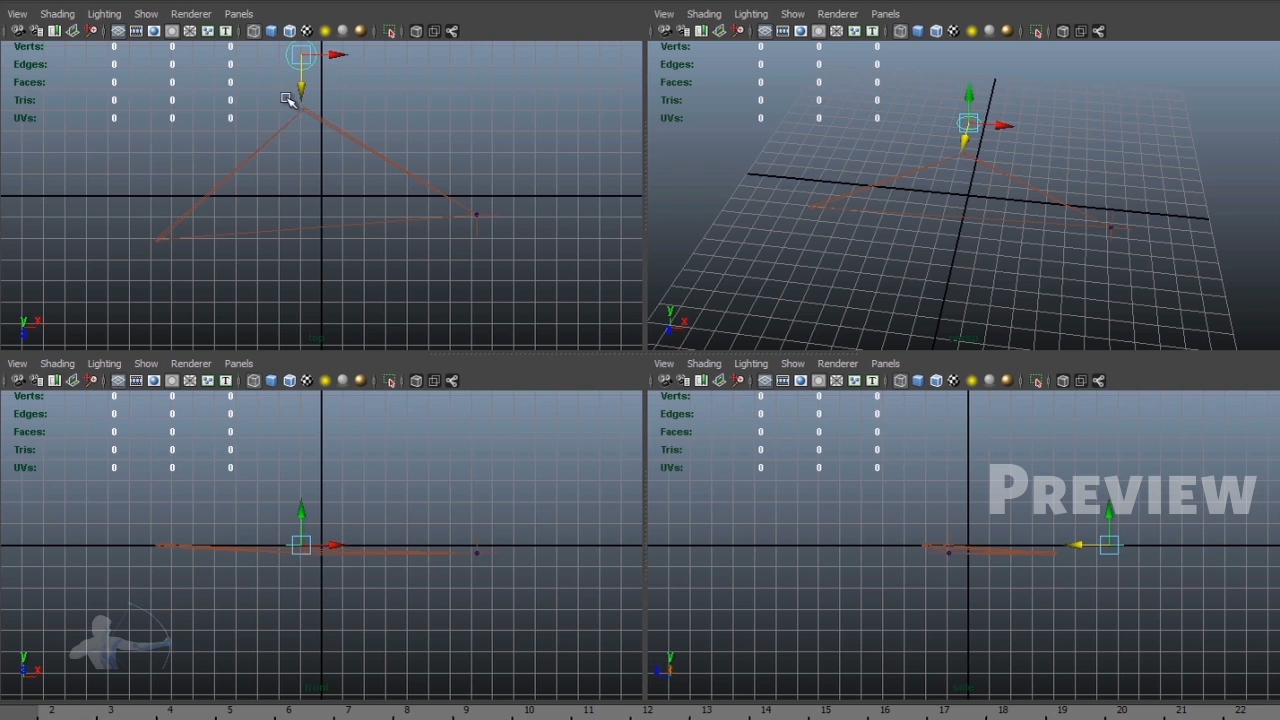 View Shading Lighting Show Renderer Panels
View Shading Lighting Show Renderer Panels
T
T
Verts: 0 0 0
Edges: 0 0 0
Faces: 0 0 0
Tris: 0 0 0
UVs: 0 0 0
Verts: 0 0 0
Edges: 0 0 0
Faces: 0 0 0
Tris: 0 0 0
UVs: 0 0 0
y x
top
y x
View Shading Lighting Show Renderer Panels
View Shading Lighting Show Renderer Panels
T
T
Verts: 0 0 0
Edges: 0 0 0
Faces: 0 0 0
Tris: 0 0 0
UVs: 0 0 0
Verts: 0 0 0
Edges: 0 0 0
Faces: 0 0 0
Tris: 0 0 0
UVs: 0 0 0
PREVIEW
y x
front
y
side
2 3 4 5 6 7 8 9 10 11 12 13 14 15 16 17 18 19 20 21 22